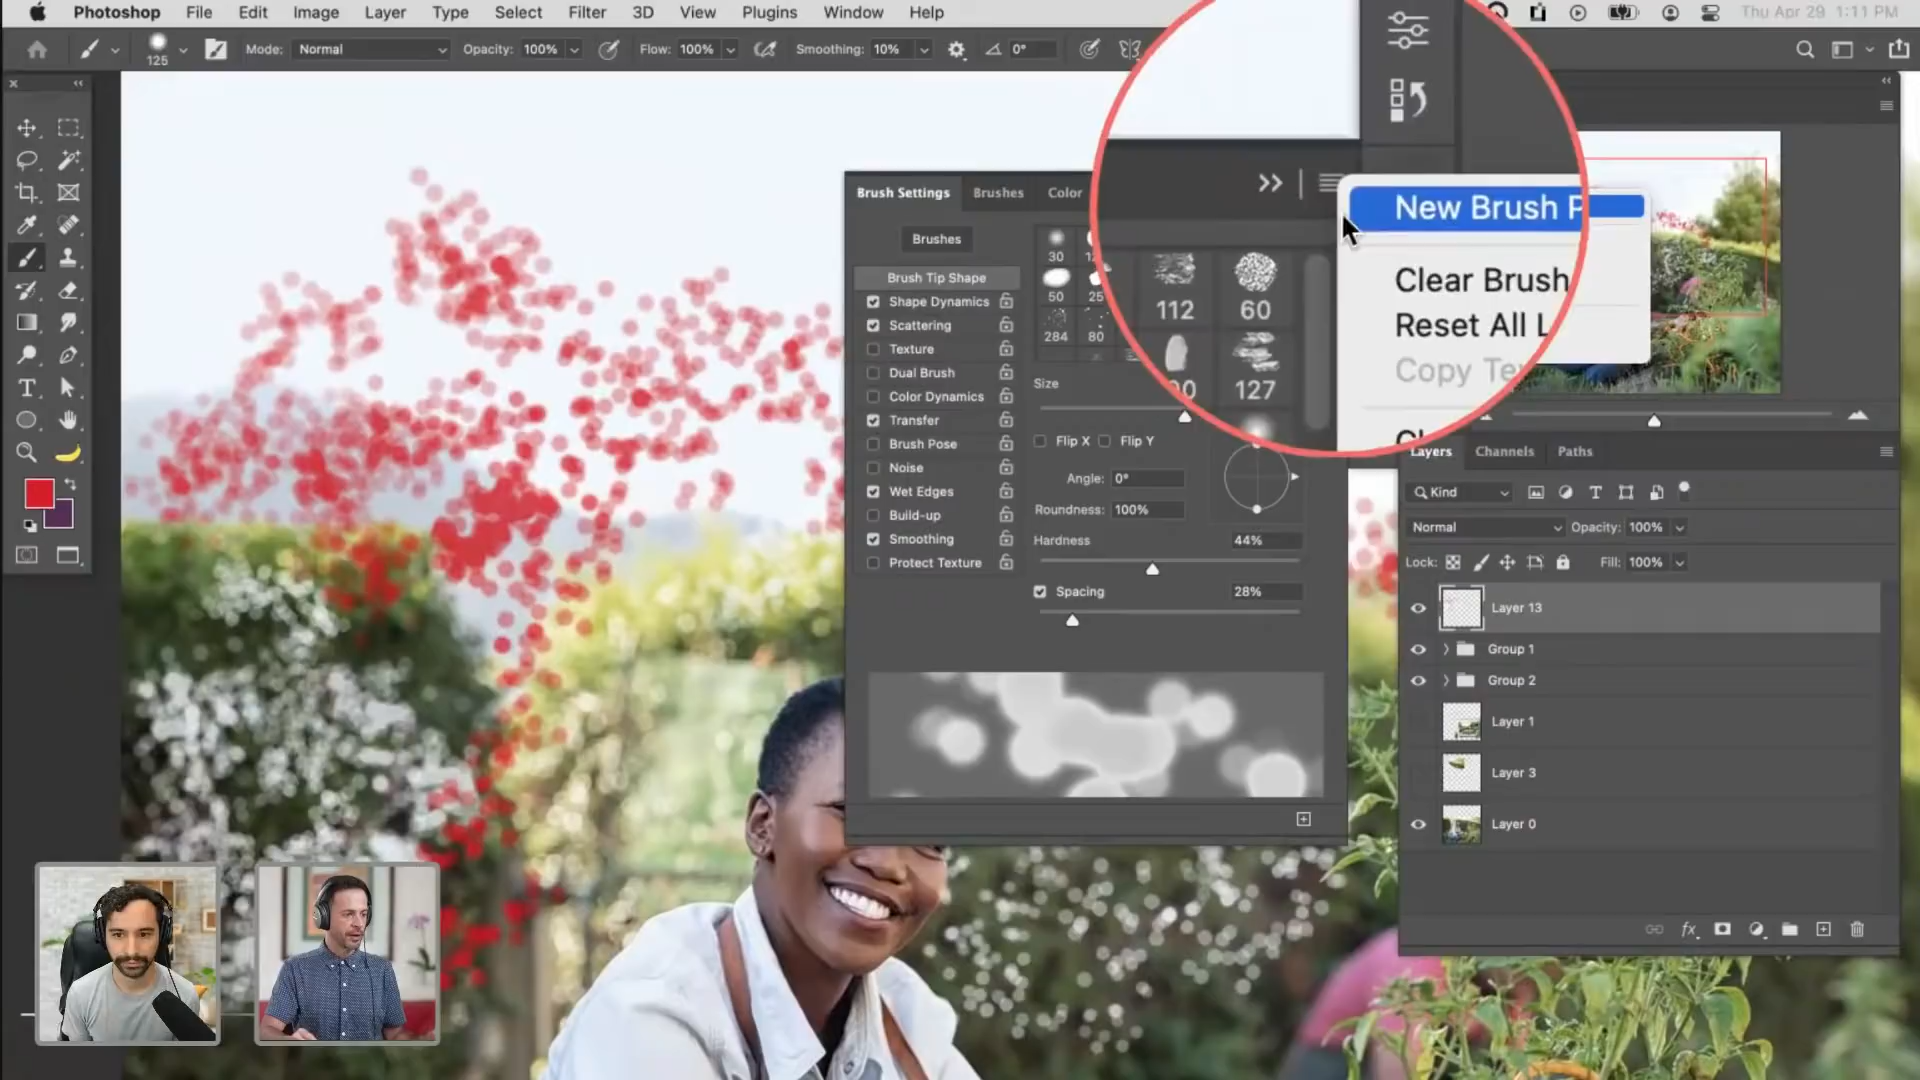 Photoshop File Edit Image Layer Type Select Filter 3D View Plugins Window Help
Thu Apr 29 1:11 PM
125 Mode: Normal Opacity: 100% Flow: 100% Smoothing: 10% 0°
Brush Settings Brushes Color
Brushes
Brush Tip Shape
Shape Dynamics
Scattering
Texture
Dual Brush
Color Dynamics
Transfer
Brush Pose
Noise
Wet Edges
Build-up
Smoothing
Protect Texture
30
50 25
284 80
112 60
127
Size
Flip X Flip Y
Angle: 0°
Roundness: 100%
Hardness 44%
Spacing 28%
New Brush P
Clear Brush
Reset All L
Copy Te
Layers Channels Paths
Kind T
Normal Opacity: 100%
Lock: Fill: 100%
Layer 13
Group 1
Group 2
Layer 1
Layer 3
Layer 0
fx